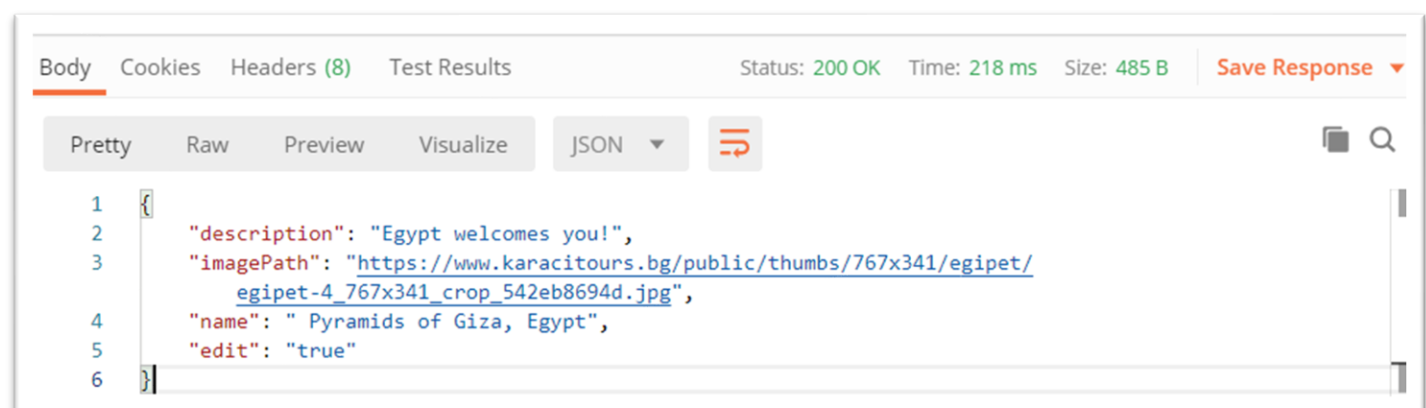 Body Cookies Headers (8) Test Results Status: 200 OK Time: 218 ms Size: 485 B Save Response
Pretty Raw Preview Visualize JSON
1 {
2 "description": "Egypt welcomes you!",
3 "imagePath": "https://www.karacitours.bg/public/thumbs/767x341/egipet/
egipet-4_767x341_crop_542eb8694d.jpg",
4 "name": " Pyramids of Giza, Egypt",
5 "edit": "true"
6 }